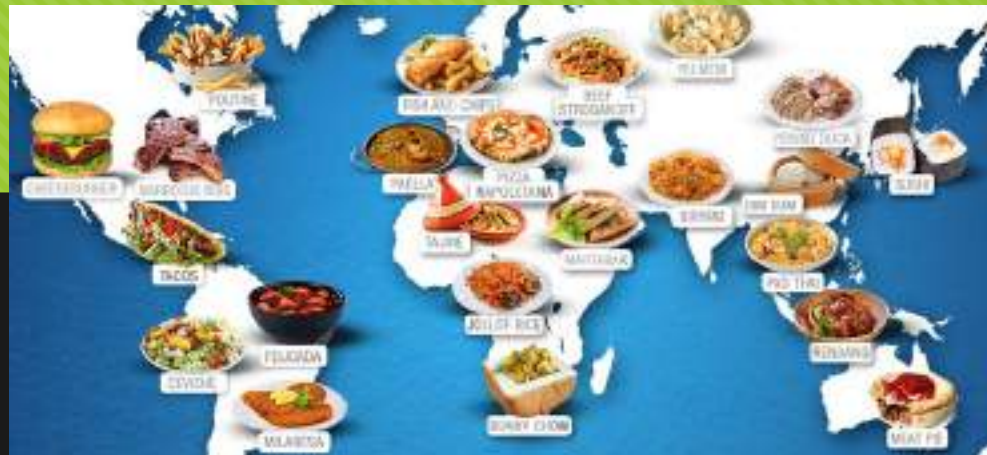 POUTINE
FISH AND CHIPS
BEEF
STROGANOFF
PELMENI
CHEESEBURGER
BARBECUE RIBS
PAELLA
PIZZA
NAPOLETANA
BIRYANI
DIM SUM
PEKING DUCK
SUSHI
TACOS
TAJINE
JOLLOF RICE
PAD THAI
CEVICHE
FEIJOADA
RENDANG
MILANESA
BUNNY CHOW
MEAT PIE